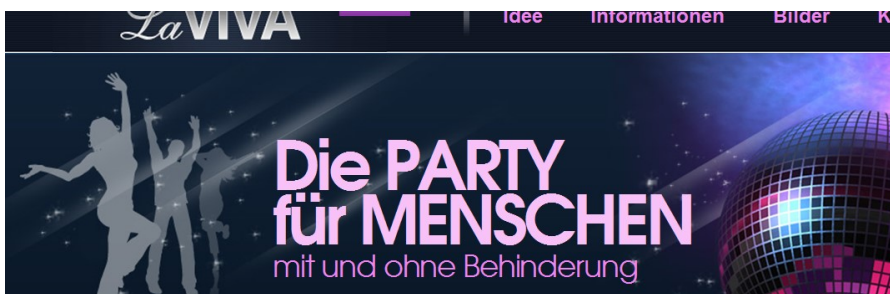 LaVIVA
Idee Informationen Bilder
Die PARTY
für MENSCHEN
mit und ohne Behinderung